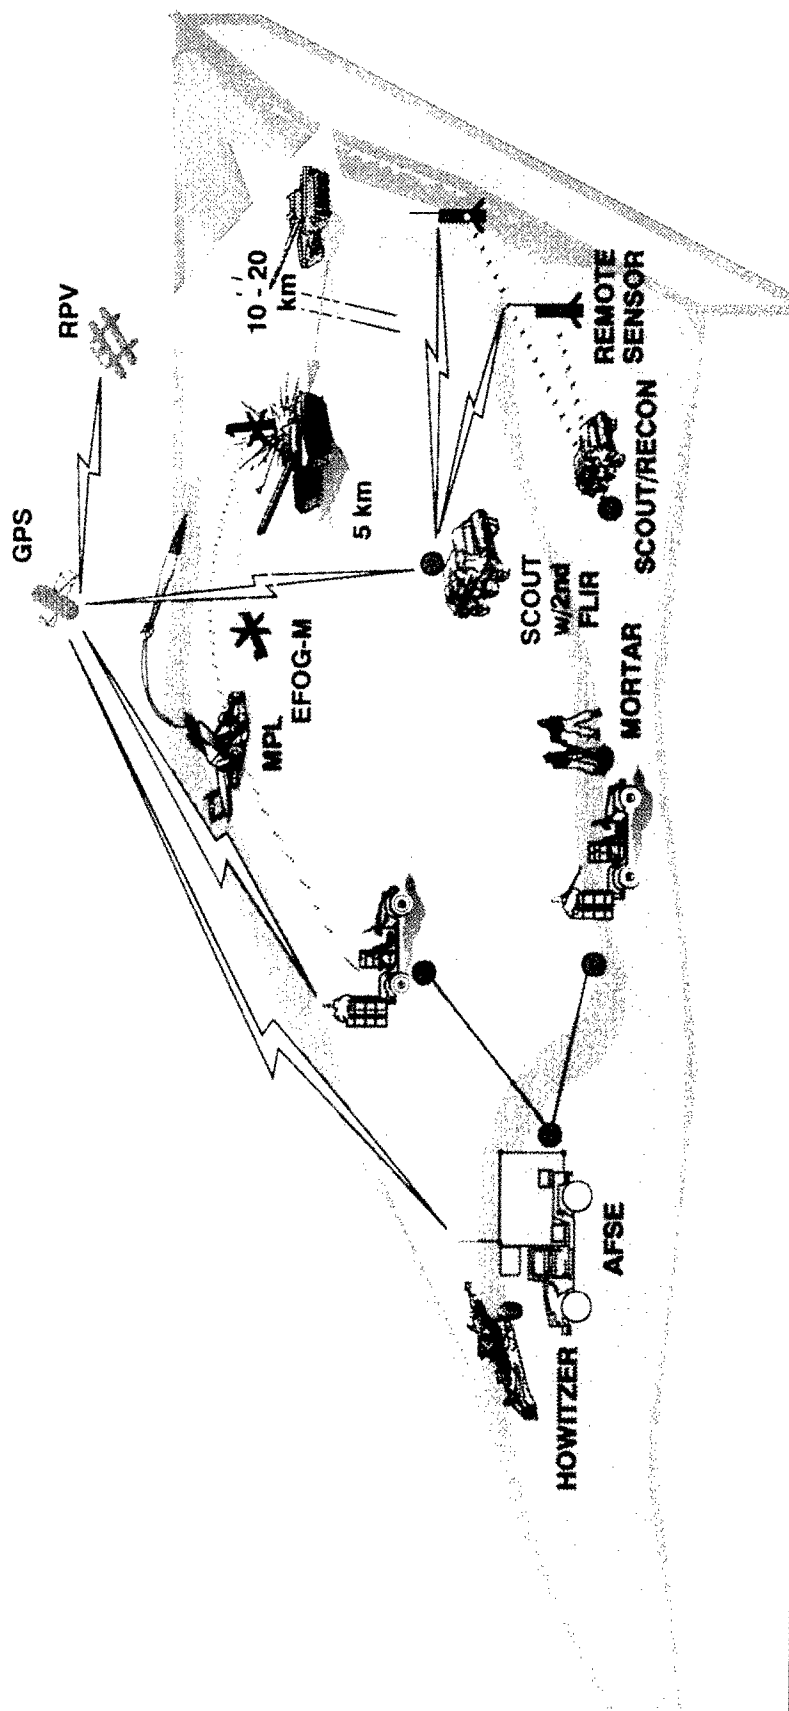 GPS
RPV
10 - 20
km
5 km
MPL
EFOG-M
SCOUT
w/2nd
FLIR
REMOTE
SENSOR
SCOUT/RECON
MORTAR
AFSE
HOWITZER